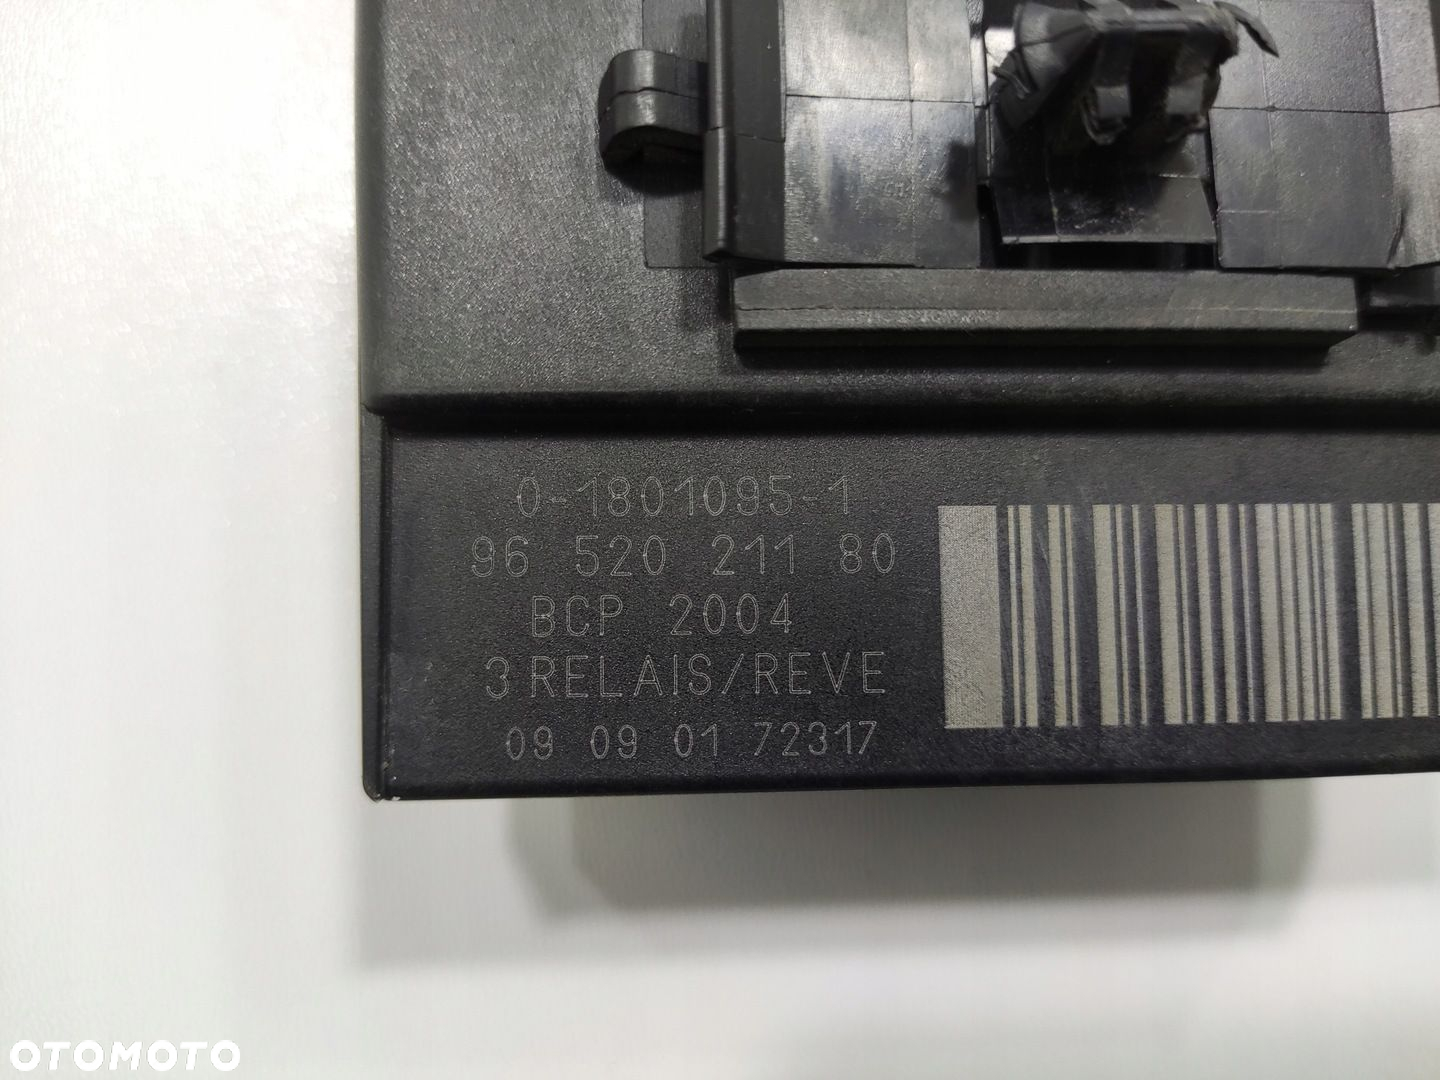 0-1801095-1
96 520 211 80
BCP 2004
3 RELAIS/REVE
09 09 01 72317
OTOMOTO